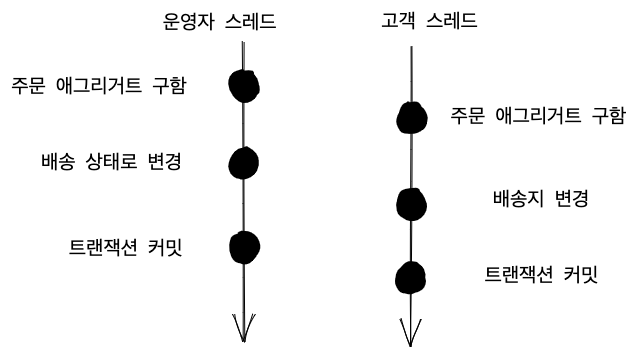 운영자 스레드
주문 애그리거트 구함
배송 상태로 변경
트랜잭션 커밋
고객 스레드
주문 애그리거트 구함
배송지 변경
트랜잭션 커밋